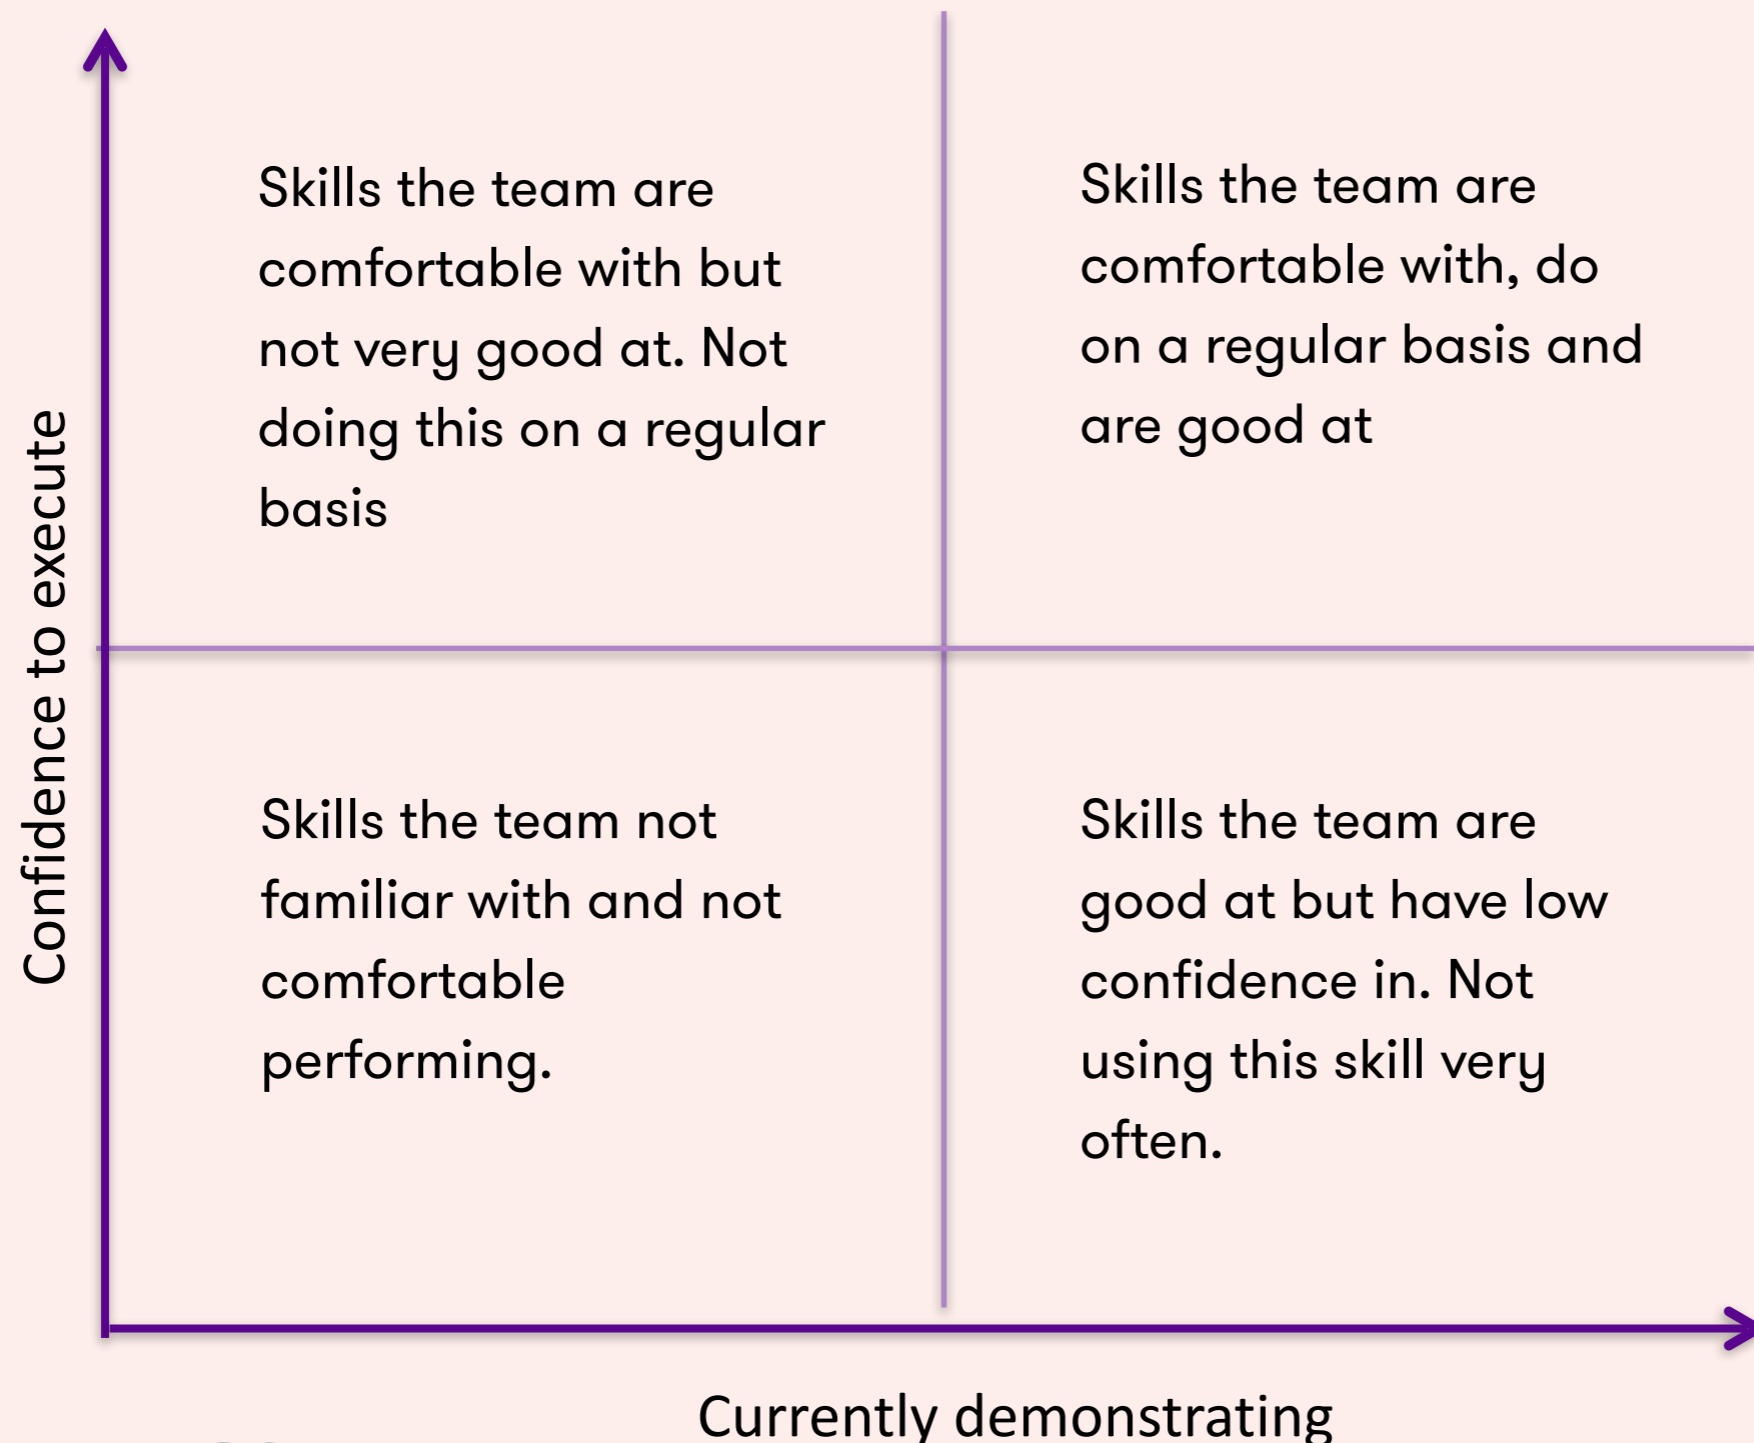 Skills the team are
comfortable with but
not very good at. Not
doing this on a regular
basis
Skills the team are
comfortable with, do
on a regular basis and
are good at
Confidence to execute
Skills the team not
familiar with and not
comfortable
performing.
Skills the team are
good at but have low
confidence in. Not
using this skill very
often.
Currently demonstrating